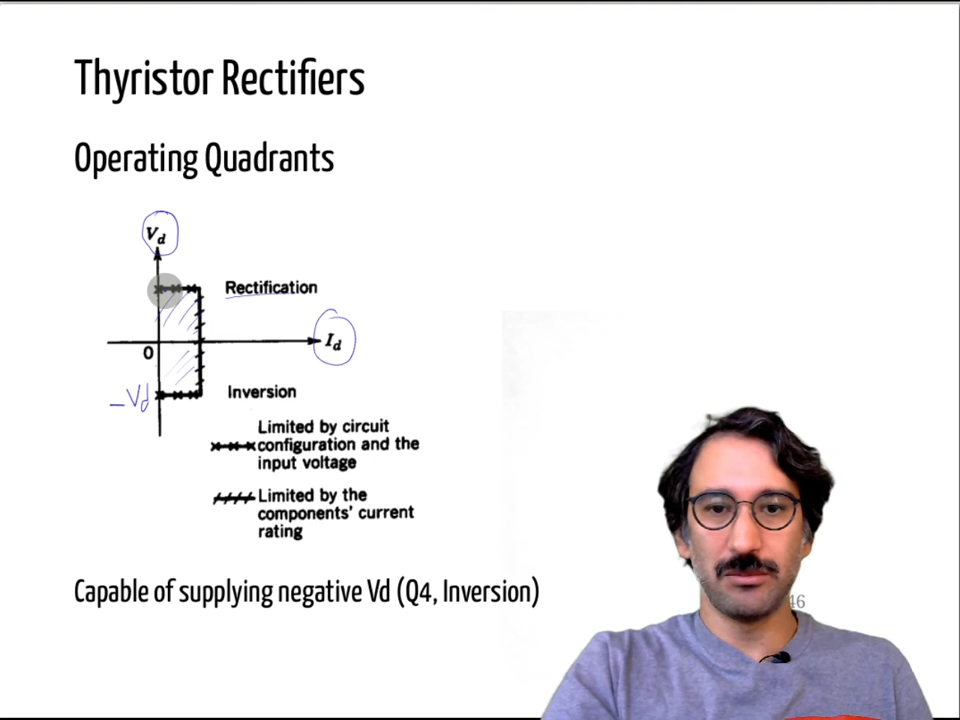 Thyristor Rectifiers
Operating Quadrants
Vd
Rectification
0
Id
-Vd
Inversion
Limited by circuit
configuration and the
input voltage
Limited by the
components' current
rating
Capable of supplying negative Vd (Q4, Inversion)
46